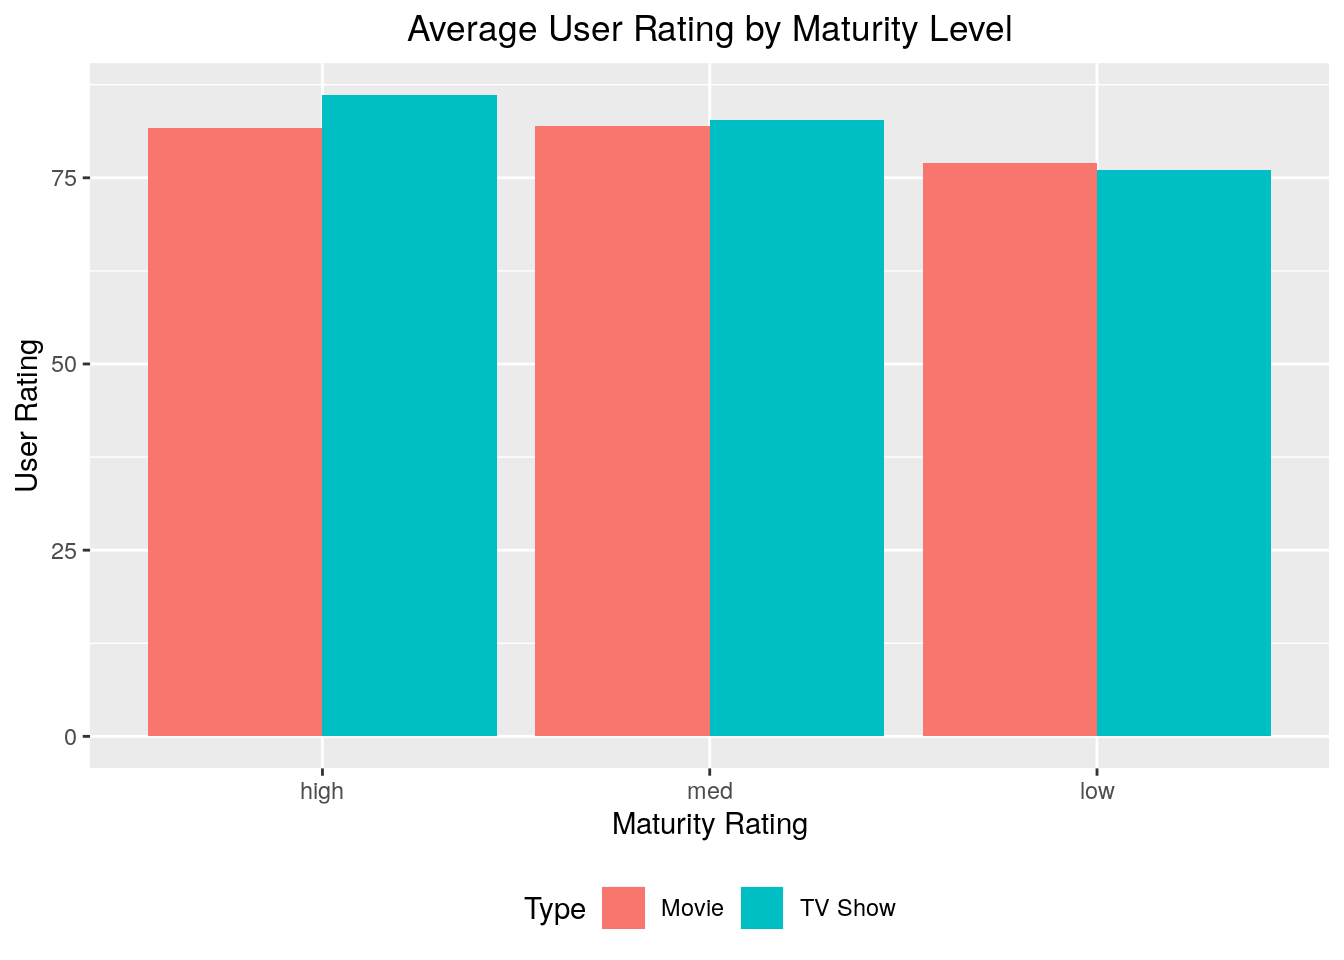 Average User Rating by Maturity Level
User Rating
75
50
25
0
high med low
Maturity Rating
Type Movie TV Show